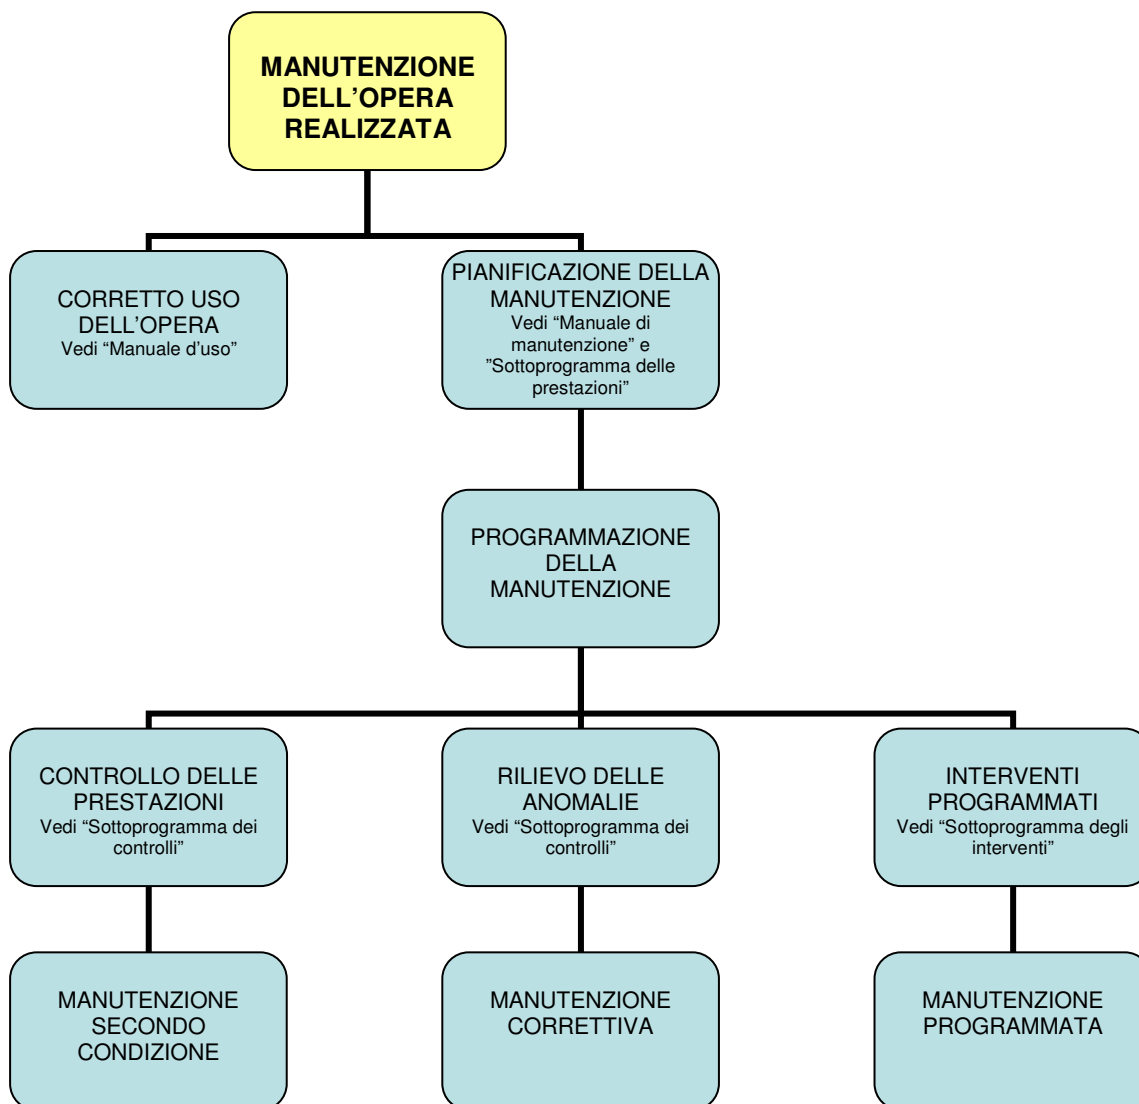 MANUTENZIONE
DELL’OPERA
REALIZZATA
CORRETTO USO
DELL’OPERA
Vedi “Manuale d’uso”
PIANIFICAZIONE DELLA
MANUTENZIONE
Vedi “Manuale di
manutenzione” e
”Sottoprogramma delle
prestazioni”
PROGRAMMAZIONE
DELLA
MANUTENZIONE
CONTROLLO DELLE
PRESTAZIONI
Vedi “Sottoprogramma dei
controlli”
RILIEVO DELLE
ANOMALIE
Vedi “Sottoprogramma dei
controlli”
INTERVENTI
PROGRAMMATI
Vedi “Sottoprogramma degli
interventi”
MANUTENZIONE
SECONDO
CONDIZIONE
MANUTENZIONE
CORRETTIVA
MANUTENZIONE
PROGRAMMATA